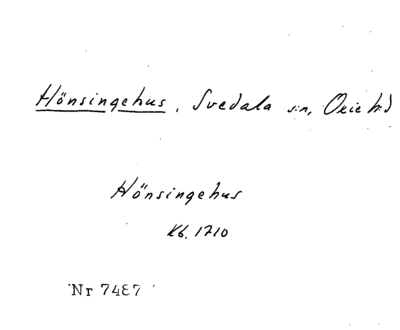 Hönsingehus, Svedala sn, Oxie hd
Hönsingehus
Kb. 1710
Nr 7487